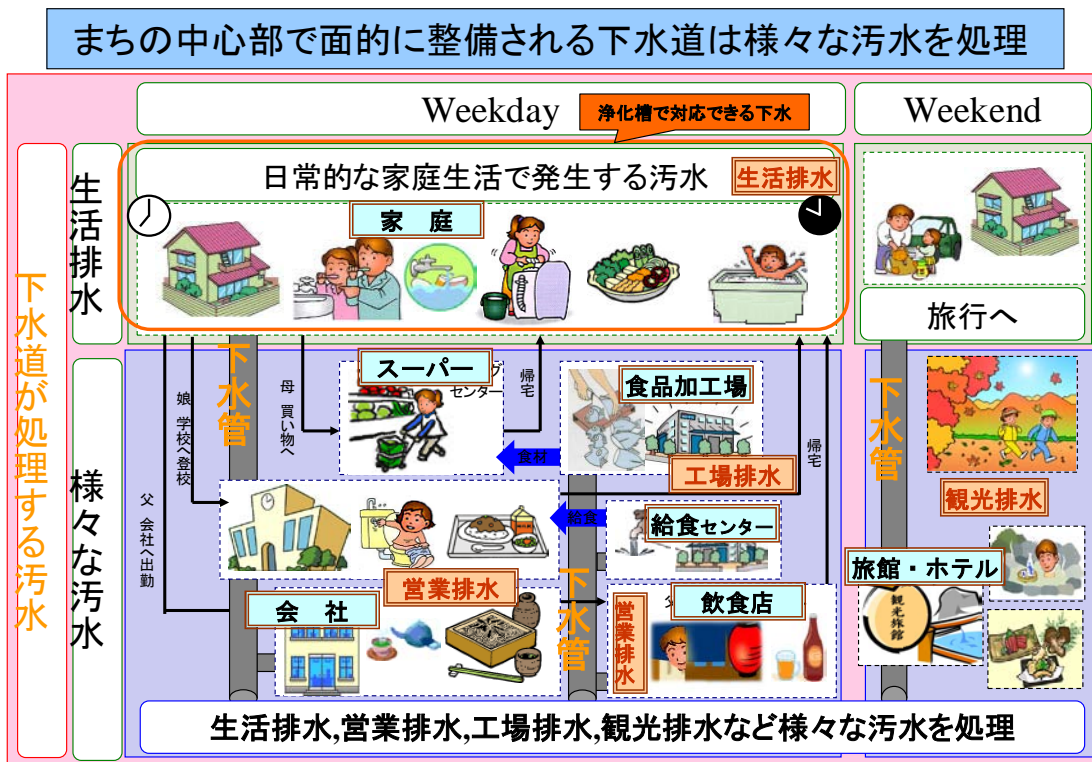 まちの中心部で面的に整備される下水道は様々な汚水を処理
Weekday
Weekend
浄化槽で対応できる下水
下水道が処理する汚水
生活排水
日常的な家庭生活で発生する汚水
生活排水
家 庭
旅行へ
下水管
スーパー
グ
センター
帰宅
食品加工場
母 買い物へ
娘 学校へ登校
父 会社へ出勤
食材
工場排水
帰宅
下水管
観光排水
様々な汚水
給食
給食センター
営業排水
会 社
下水管
飲食店
営業排水
旅館・ホテル
観光旅館
生活排水,営業排水,工場排水,観光排水など様々な汚水を処理